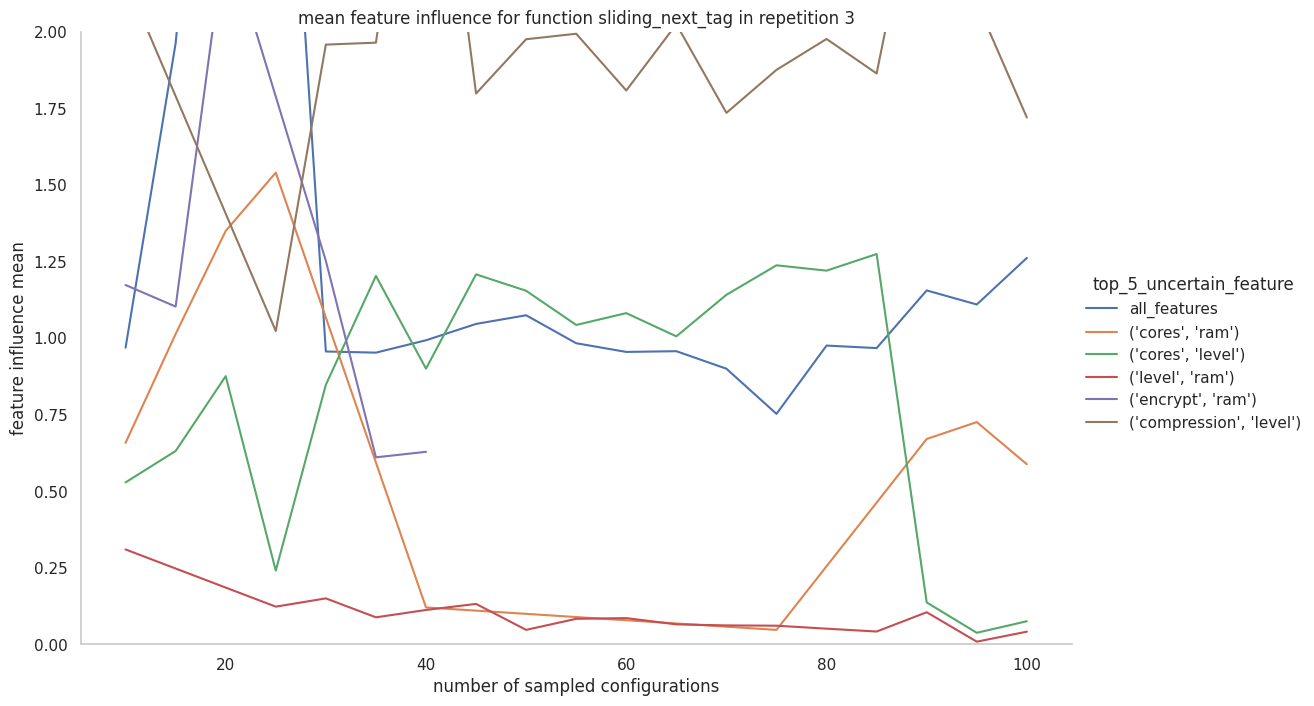 mean feature influence for function sliding_next_tag in repetition 3
2.00
1.75
1.50
1.25
1.00
0.75
0.50
0.25
0.00
feature influence mean
20 40 60 80 100
number of sampled configurations
top_5_uncertain_feature
all_features
('cores', 'ram')
('cores', 'level')
('level', 'ram')
('encrypt', 'ram')
('compression', 'level')